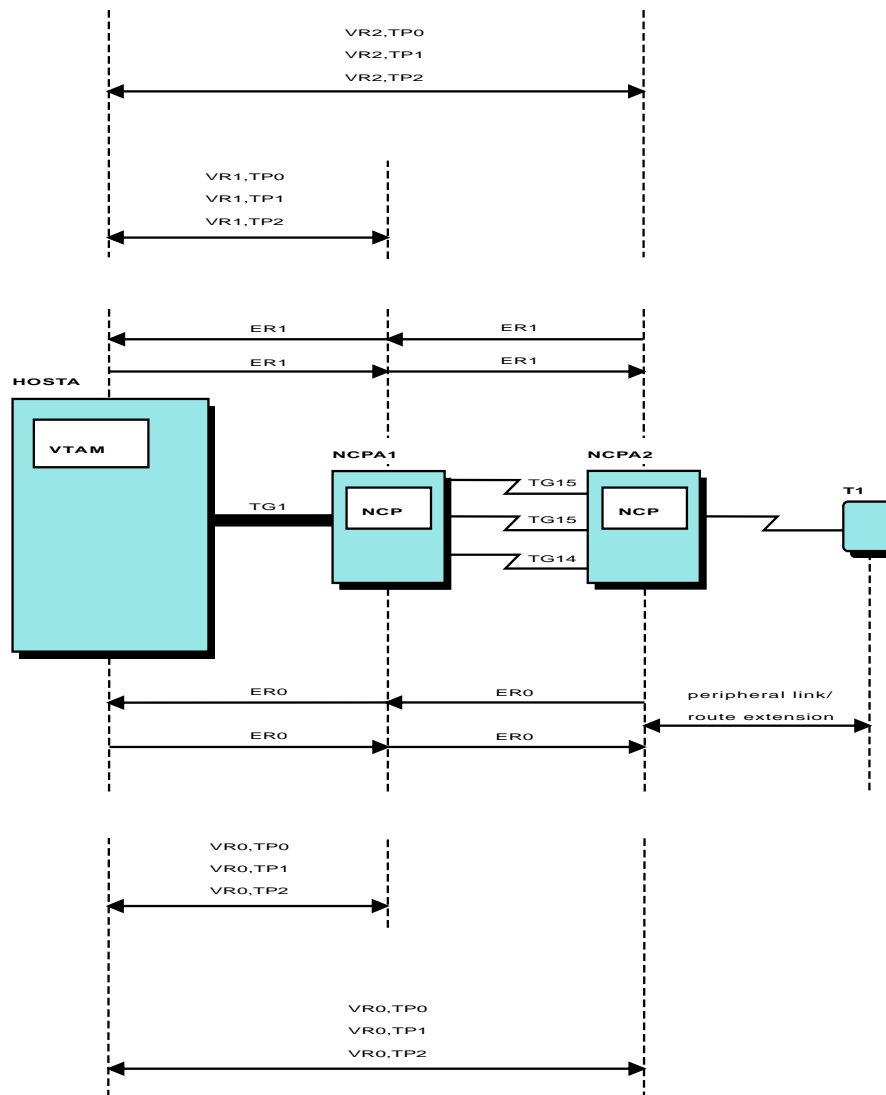 VR2,TP0
VR2,TP1
VR2,TP2
VR1,TP0
VR1,TP1
VR1,TP2
ER1
ER1
ER1
ER1
HOSTA
VTAM
NCPA1
NCPA2
TG1
NCP
TG15
TG15
TG14
NCP
T1
ER0
ER0
peripheral link/
route extension
ER0
ER0
VR0,TP0
VR0,TP1
VR0,TP2
VR0,TP0
VR0,TP1
VR0,TP2